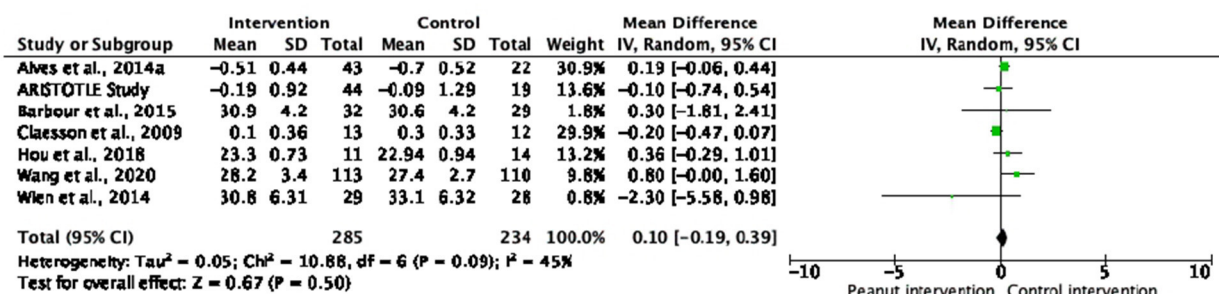 Intervention Control Mean Difference Mean Difference
Study or Subgroup Mean SD Total Mean SD Total Weight IV, Random, 95% CI IV, Random, 95% CI
Alves et al., 2014a −0.51 0.44 43 −0.7 0.52 22 30.9% 0.19 [−0.06, 0.44]
ARISTOTLE Study −0.19 0.92 44 −0.09 1.29 19 13.6% −0.10 [−0.74, 0.54]
Barbour et al., 2015 30.9 4.2 32 30.6 4.2 29 1.8% 0.30 [−1.81, 2.41]
Claesson et al., 2009 0.1 0.36 13 0.3 0.33 12 29.9% −0.20 [−0.47, 0.07]
Hou et al., 2018 23.3 0.73 11 22.94 0.94 14 13.2% 0.36 [−0.29, 1.01]
Wang et al., 2020 28.2 3.4 113 27.4 2.7 110 9.8% 0.80 [−0.00, 1.60]
Wien et al., 2014 30.8 6.31 29 33.1 6.32 28 0.8% −2.30 [−5.58, 0.98]
Total (95% CI) 285 234 100.0% 0.10 [−0.19, 0.39]
Heterogeneity: Tau² = 0.05; Chi² = 10.88, df = 6 (P = 0.09); I² = 45%
Test for overall effect: Z = 0.67 (P = 0.50)
−10 −5 0 5 10
Peanut intervention Control intervention